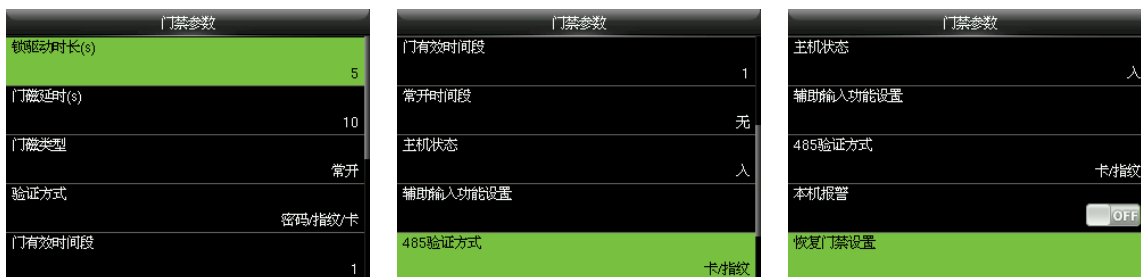 门禁参数
锁驱动时长(s)
5
门磁延时(s)
10
门磁类型
常开
验证方式
密码/指纹/卡
门有效时间段
1
门禁参数
门有效时间段
1
常开时间段
无
主机状态
入
辅助输入功能设置
485验证方式
卡/指纹
门禁参数
主机状态
入
辅助输入功能设置
485验证方式
卡/指纹
本机报警
OFF
恢复门禁设置